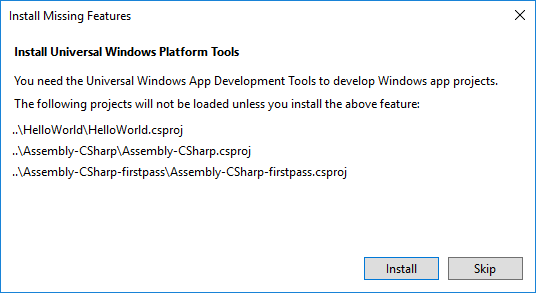 Install Missing Features
Install Universal Windows Platform Tools
You need the Universal Windows App Development Tools to develop Windows app projects.
The following projects will not be loaded unless you install the above feature:
..\HelloWorld\HelloWorld.csproj
..\Assembly-CSharp\Assembly-CSharp.csproj
..\Assembly-CSharp-firstpass\Assembly-CSharp-firstpass.csproj
Install Skip